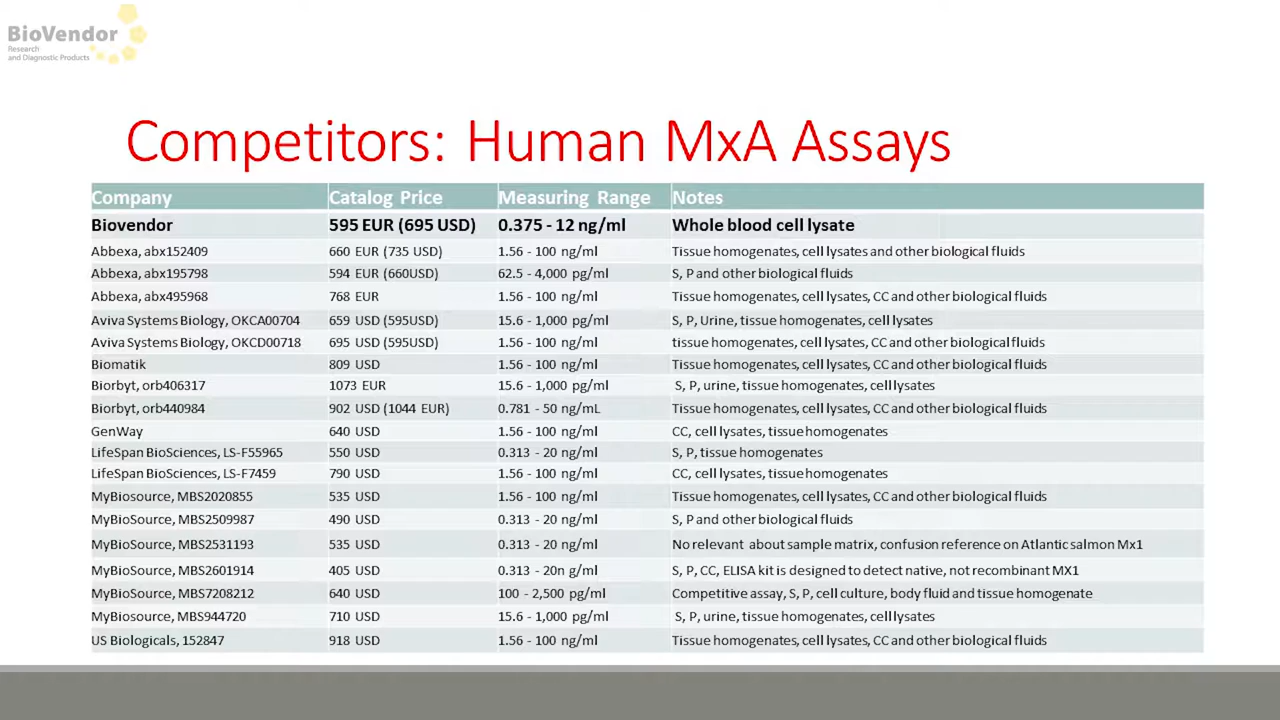 BioVendor
Research
and Diagnostic Products
Competitors: Human MxA Assays
Company Catalog Price Measuring Range Notes
Biovendor 595 EUR (695 USD) 0.375 - 12 ng/ml Whole blood cell lysate
Abbexa, abx152409 660 EUR (735 USD) 1.56 - 100 ng/ml Tissue homogenates, cell lysates and other biological fluids
Abbexa, abx195798 594 EUR (660USD) 62.5 - 4,000 pg/ml S, P and other biological fluids
Abbexa, abx495968 768 EUR 1.56 - 100 ng/ml Tissue homogenates, cell lysates, CC and other biological fluids
Aviva Systems Biology, OKCA00704 659 USD (595USD) 15.6 - 1,000 pg/ml S, P, Urine, tissue homogenates, cell lysates
Aviva Systems Biology, OKCD00718 695 USD (595USD) 1.56 - 100 ng/ml tissue homogenates, cell lysates, CC and other biological fluids
Biomatik 809 USD 1.56 - 100 ng/ml Tissue homogenates, cell lysates, CC and other biological fluids
Biorbyt, orb406317 1073 EUR 15.6 - 1,000 pg/ml S, P, urine, tissue homogenates, cell lysates
Biorbyt, orb440984 902 USD (1044 EUR) 0.781 - 50 ng/mL Tissue homogenates, cell lysates, CC and other biological fluids
GenWay 640 USD 1.56 - 100 ng/ml CC, cell lysates, tissue homogenates
LifeSpan BioSciences, LS-F55965 550 USD 0.313 - 20 ng/ml S, P, tissue homogenates
LifeSpan BioSciences, LS-F7459 790 USD 1.56 - 100 ng/ml CC, cell lysates, tissue homogenates
MyBiosource, MBS2020855 535 USD 1.56 - 100 ng/ml Tissue homogenates, cell lysates, CC and other biological fluids
MyBioSource, MBS2509987 490 USD 0.313 - 20 ng/ml S, P and other biological fluids
MyBioSource, MBS2531193 535 USD 0.313 - 20 ng/ml No relevant about sample matrix, confusion reference on Atlantic salmon Mx1
MyBioSource, MBS2601914 405 USD 0.313 - 20n g/ml S, P, CC, ELISA kit is designed to detect native, not recombinant MX1
MyBioSource, MBS7208212 640 USD 100 - 2,500 pg/ml Competitive assay, S, P, cell culture, body fluid and tissue homogenate
MyBiosource, MBS944720 710 USD 15.6 - 1,000 pg/ml S, P, urine, tissue homogenates, cell lysates
US Biologicals, 152847 918 USD 1.56 - 100 ng/ml Tissue homogenates, cell lysates, CC and other biological fluids